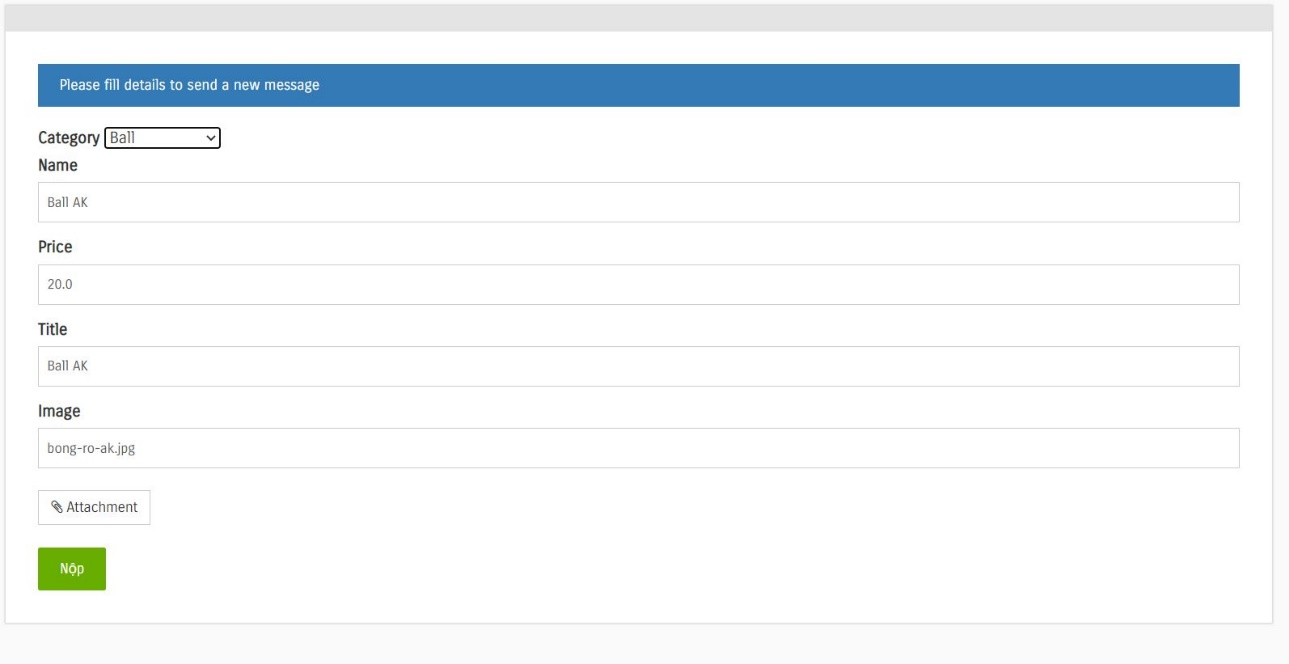 Please fill details to send a new message
Category Ball
Name
Ball AK
Price
20.0
Title
Ball AK
Image
bong-ro-ak.jpg
Attachment
Nộp